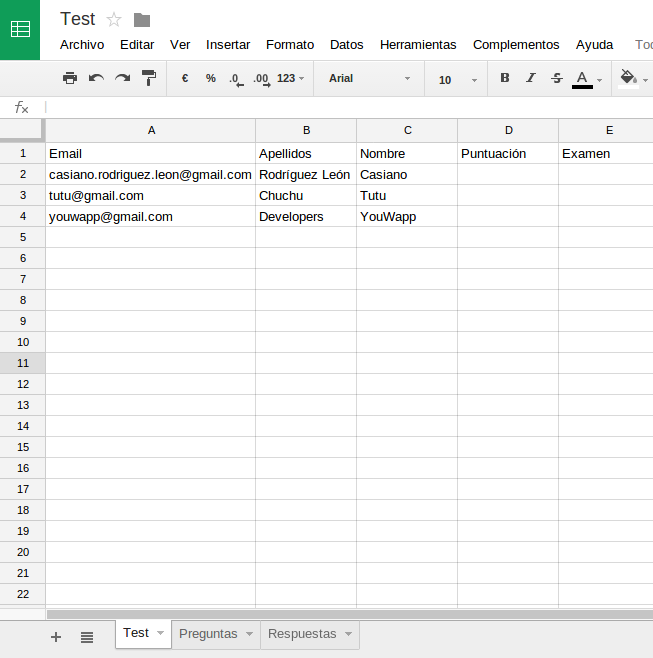 Test
Archivo Editar Ver Insertar Formato Datos Herramientas Complementos Ayuda
€ % .0 .00 123 Arial 10 B I S A
fx
A B C D E
1 Email Apellidos Nombre Puntuación Examen
2 casiano.rodriguez.leon@gmail.com Rodríguez León Casiano
3 tutu@gmail.com Chuchu Tutu
4 youwapp@gmail.com Developers YouWapp
5
6
7
8
9
10
11
12
13
14
15
16
17
18
19
20
21
22
+ Test Preguntas Respuestas